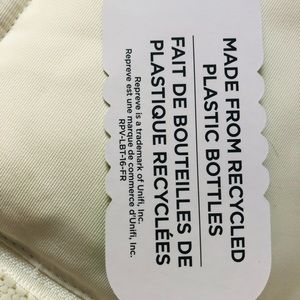 MADE FROM RECYCLED
PLASTIC BOTTLES
FAIT DE BOUTEILLES DE
PLASTIQUE RECYCLÉES
Repreve is a trademark of Unifi, Inc.
Repreve est une marque de commerce d'Unifi, Inc.
RPV-LBT-16-FR